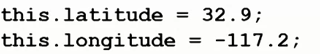 this.latitude = 32.9;
this.longitude = -117.2;